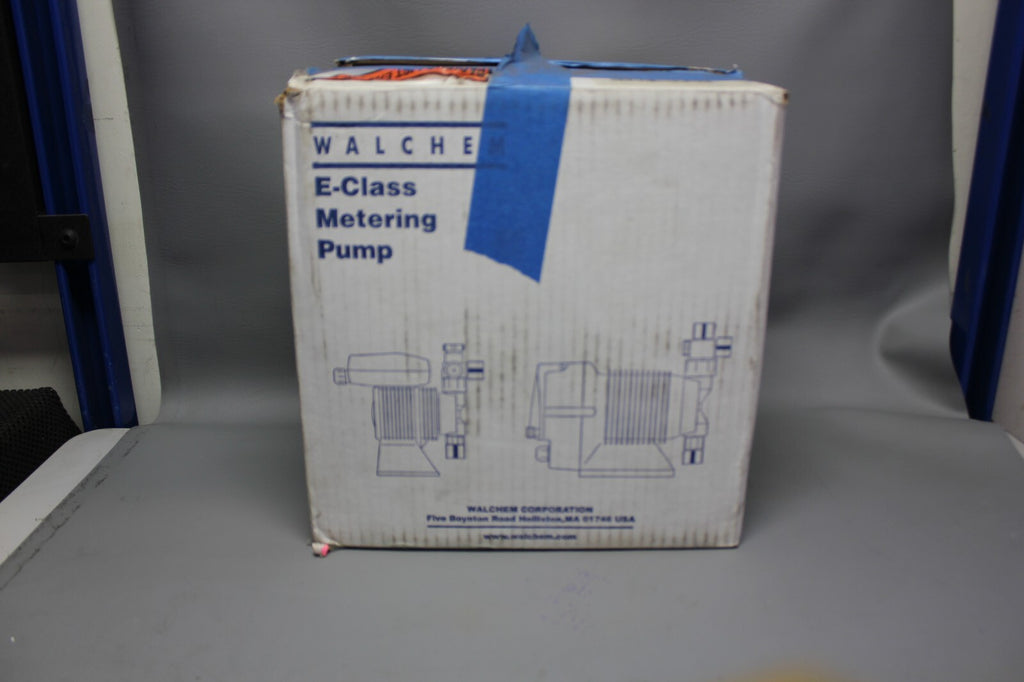 WALCHEM
E-Class
Metering
Pump
WALCHEM CORPORATION
Five Boynton Road Holliston,MA 01746 USA
www.walchem.com